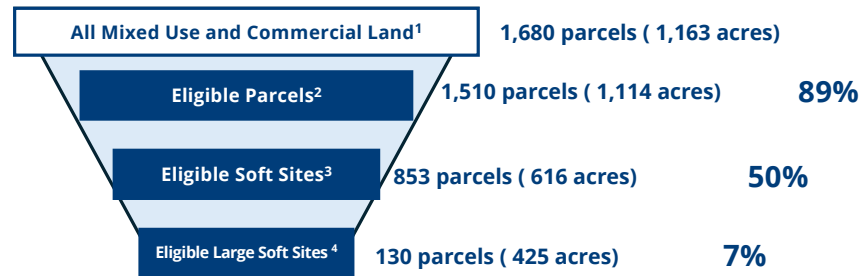 All Mixed Use and Commercial Land¹ 1,680 parcels ( 1,163 acres)
Eligible Parcels² 1,510 parcels ( 1,114 acres) 89%
Eligible Soft Sites³ 853 parcels ( 616 acres) 50%
Eligible Large Soft Sites ⁴ 130 parcels ( 425 acres) 7%